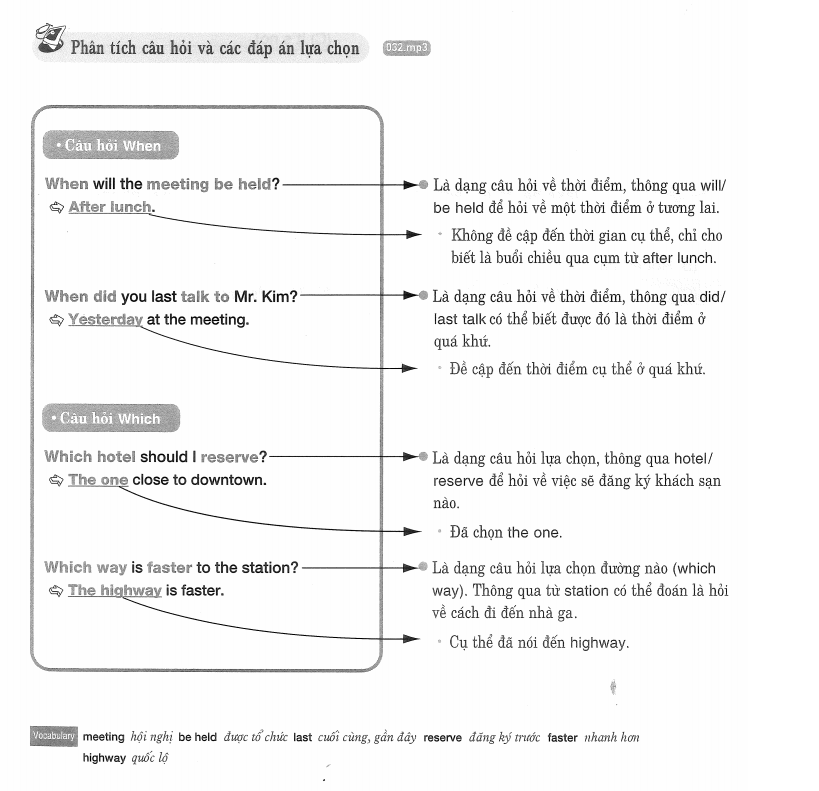 Phân tích câu hỏi và các đáp án lựa chọn 032.mp3
• Câu hỏi When
When will the meeting be held?
➪ After lunch.
Là dạng câu hỏi về thời điểm, thông qua will/
be held để hỏi về một thời điểm ở tương lai.
Không đề cập đến thời gian cụ thể, chỉ cho
biết là buổi chiều qua cụm từ after lunch.
When did you last talk to Mr. Kim?
➪ Yesterday at the meeting.
Là dạng câu hỏi về thời điểm, thông qua did/
last talk có thể biết được đó là thời điểm ở
quá khứ.
Đề cập đến thời điểm cụ thể ở quá khứ.
• Câu hỏi Which
Which hotel should I reserve?
➪ The one close to downtown.
Là dạng câu hỏi lựa chọn, thông qua hotel/
reserve để hỏi về việc sẽ đăng ký khách sạn
nào.
Đã chọn the one.
Which way is faster to the station?
➪ The highway is faster.
Là dạng câu hỏi lựa chọn đường nào (which
way). Thông qua từ station có thể đoán là hỏi
về cách đi đến nhà ga.
Cụ thể đã nói đến highway.
Vocabulary meeting hội nghị be held được tổ chức last cuối cùng, gần đây reserve đăng ký trước faster nhanh hơn
highway quốc lộ